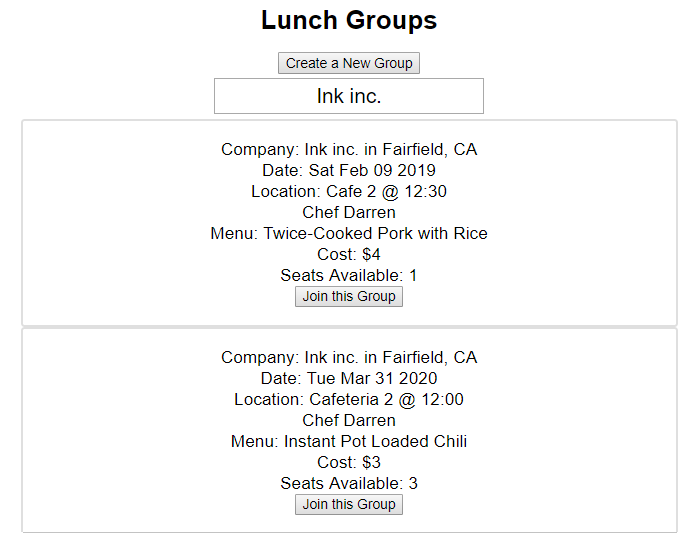 Lunch Groups
Create a New Group
Ink inc.
Company: Ink inc. in Fairfield, CA
Date: Sat Feb 09 2019
Location: Cafe 2 @ 12:30
Chef Darren
Menu: Twice-Cooked Pork with Rice
Cost: $4
Seats Available: 1
Join this Group
Company: Ink inc. in Fairfield, CA
Date: Tue Mar 31 2020
Location: Cafeteria 2 @ 12:00
Chef Darren
Menu: Instant Pot Loaded Chili
Cost: $3
Seats Available: 3
Join this Group